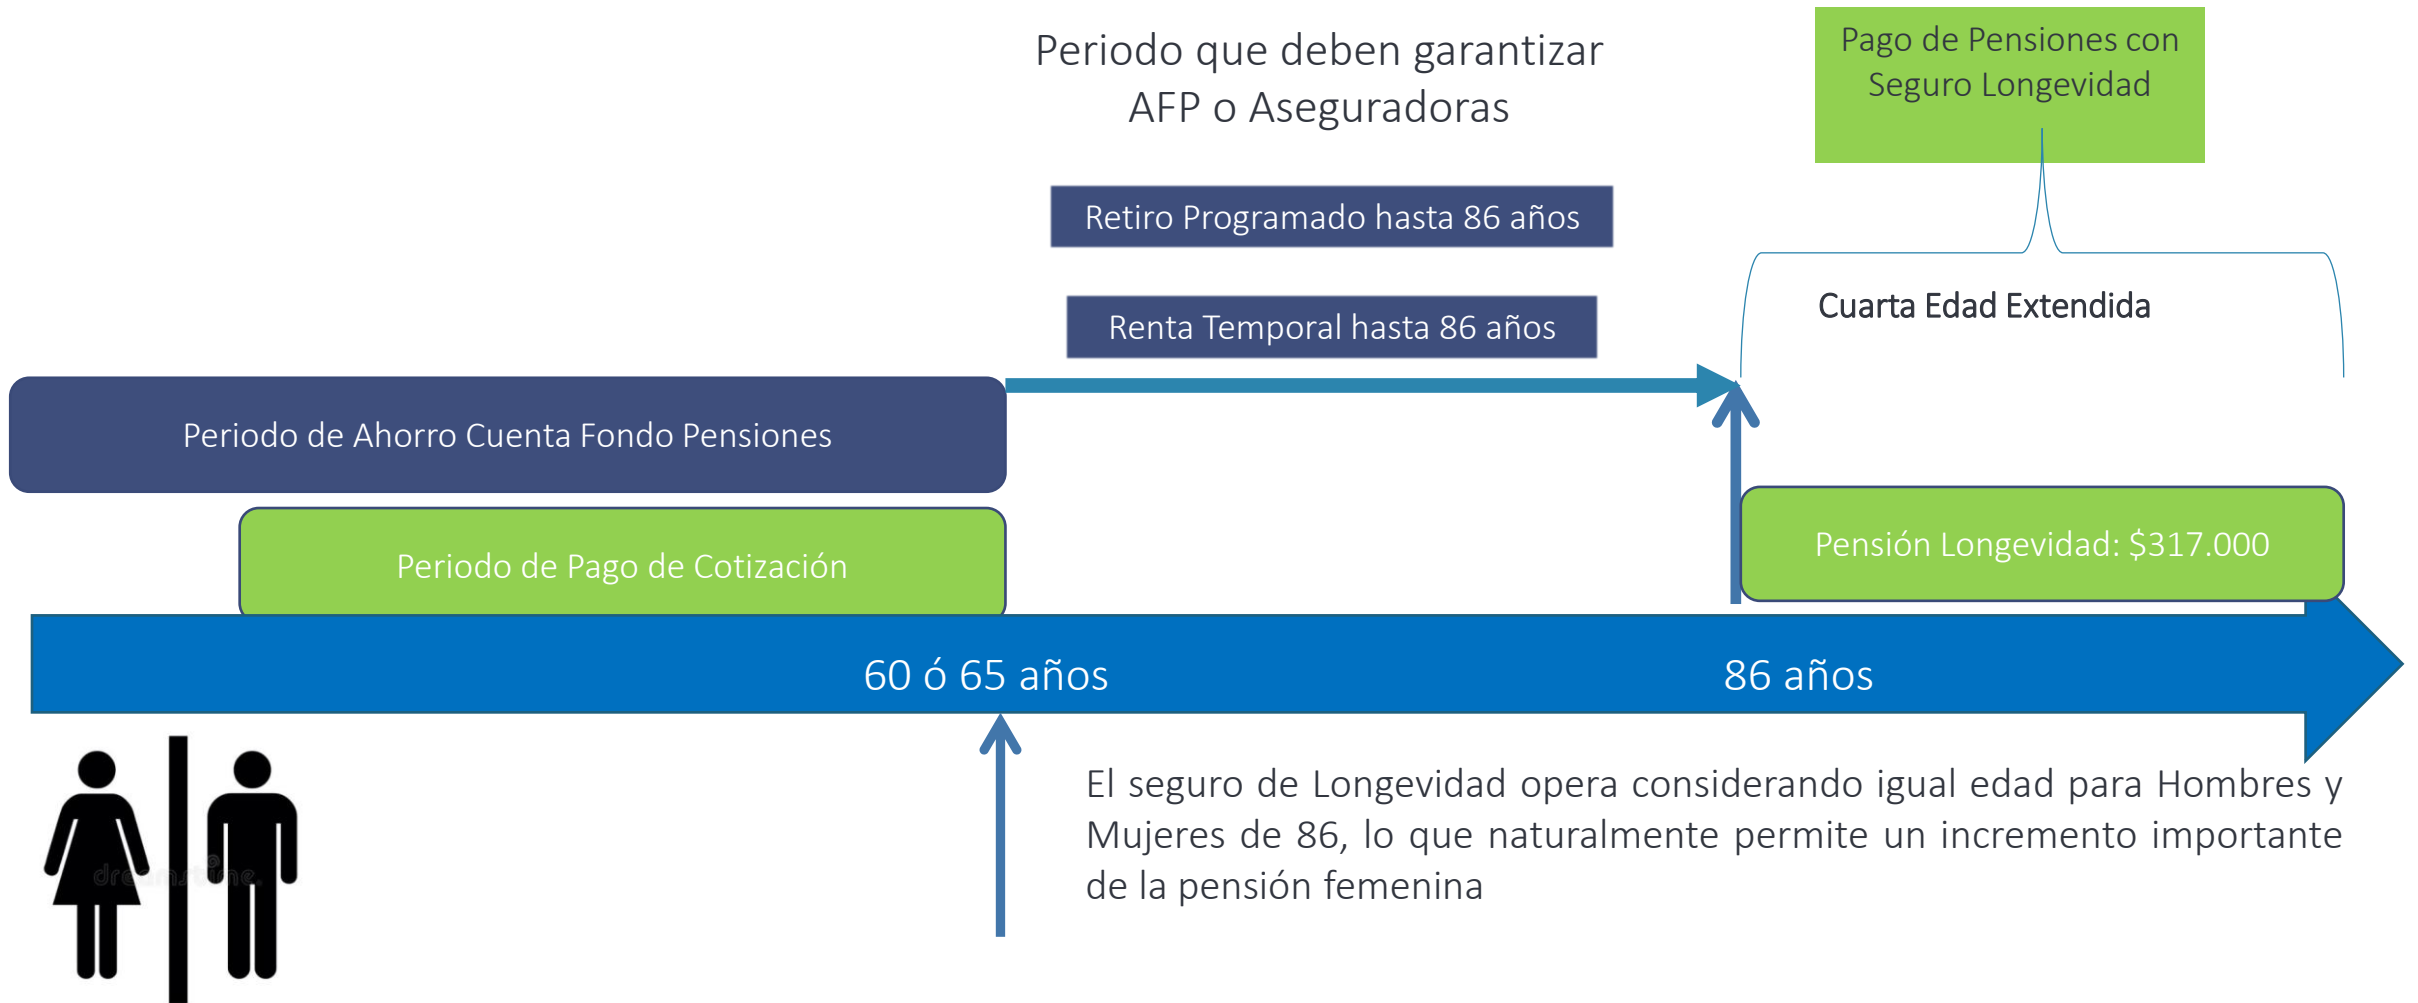 Periodo que deben garantizar
AFP o Aseguradoras
Pago de Pensiones con
Seguro Longevidad
Retiro Programado hasta 86 años
Renta Temporal hasta 86 años
Cuarta Edad Extendida
Periodo de Ahorro Cuenta Fondo Pensiones
Periodo de Pago de Cotización
Pensión Longevidad: $317.000
60 ó 65 años
86 años
El seguro de Longevidad opera considerando igual edad para Hombres y
Mujeres de 86, lo que naturalmente permite un incremento importante
de la pensión femenina
dreamstime.